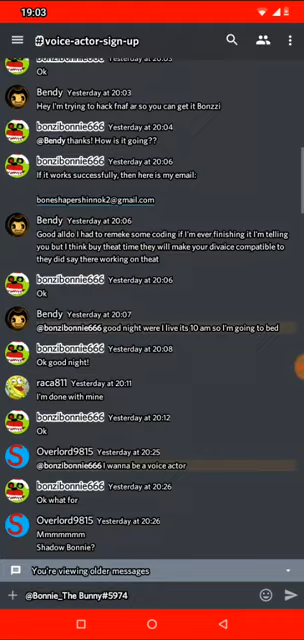 19:03
#voice-actor-sign-up
bonzibonnie666 Yesterday at 20:03
Ok
Bendy Yesterday at 20:03
Hey I'm trying to hack fnaf ar so you can get it Bonzzi
bonzibonnie666 Yesterday at 20:04
@Bendy thanks! How is it going??
bonzibonnie666 Yesterday at 20:06
If it works successfully, then here is my email:
boneshapershinnok2@gmail.com
Bendy Yesterday at 20:06
Good alldo I had to remeke some coding if I'm ever finishing it I'm telling
you but I think buy theat time they will make your divaice compatible to
they did say there working on theat
bonzibonnie666 Yesterday at 20:06
Ok
Bendy Yesterday at 20:07
@bonzibonnie666 good night were I live its 10 am so I'm going to bed
bonzibonnie666 Yesterday at 20:08
Ok good night!
raca811 Yesterday at 20:11
I'm done with mine
bonzibonnie666 Yesterday at 20:12
Ok
Overlord9815 Yesterday at 20:25
@bonzibonnie666 I wanna be a voice actor
bonzibonnie666 Yesterday at 20:26
Ok what for
Overlord9815 Yesterday at 20:26
Mmmmmmm
Shadow Bonnie?
You're viewing older messages
@Bonnie_The Bunny#5974